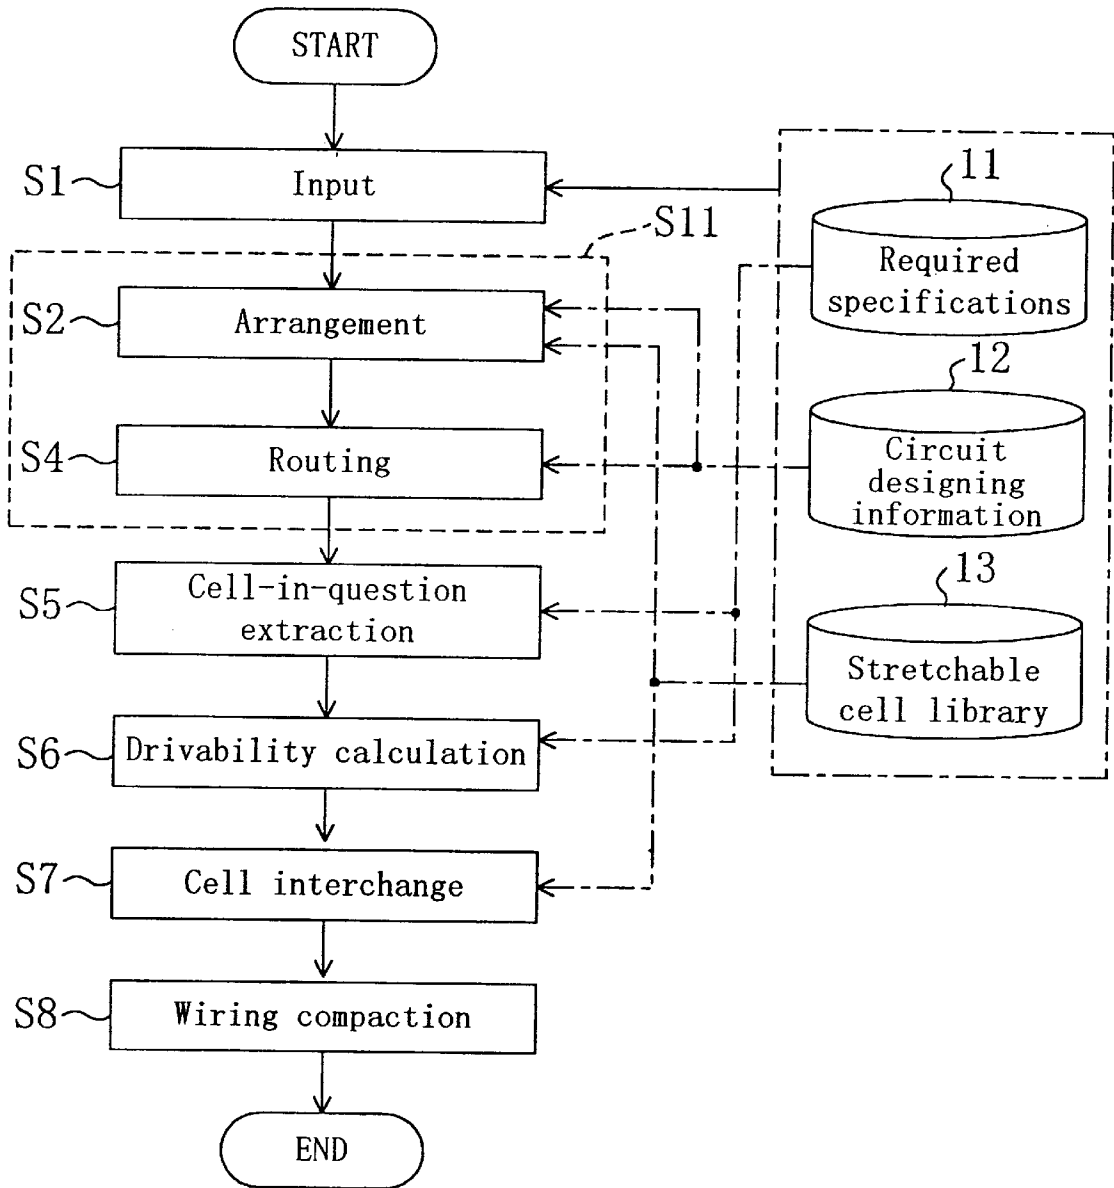 START
S1
Input
S11
S2
Arrangement
S4
Routing
S5
Cell-in-question
extraction
S6
Drivability calculation
S7
Cell interchange
S8
Wiring compaction
END
11
Required
specifications
12
Circuit
designing
information
13
Stretchable
cell library